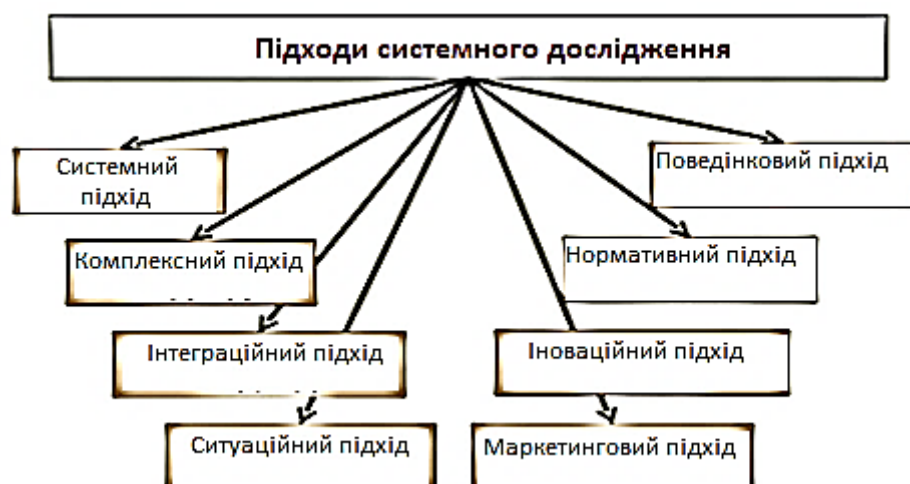 Підходи системного дослідження
Системний
підхід
Поведінковий підхід
Комплексний підхід
Нормативний підхід
Інтеграційний підхід
Іноваційний підхід
Ситуаційний підхід
Маркетинговий підхід